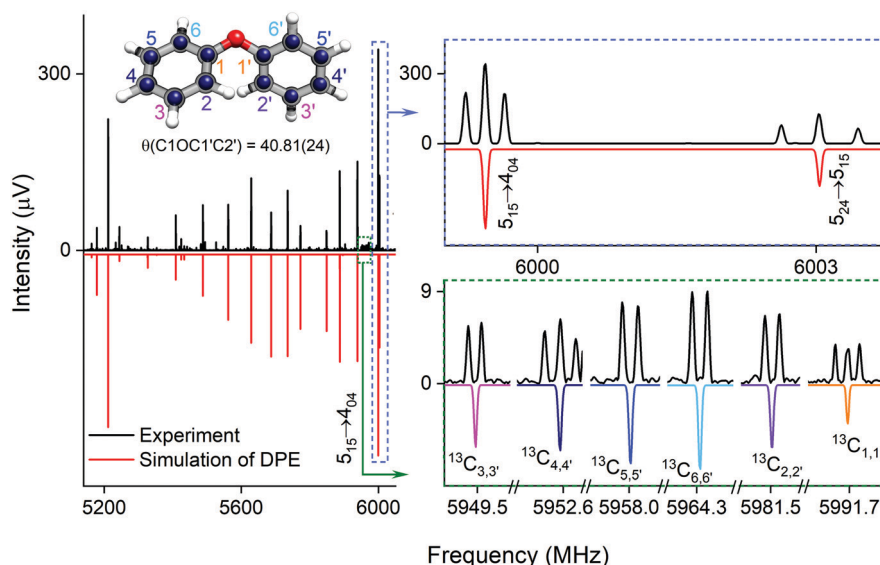 300
0
Intensity (μV)
6
6'
5
5'
1
1'
4
4'
2
2'
3
3'
θ(C1OC1'C2') = 40.81(24)
5₁₅→4₀₄
Experiment
Simulation of DPE
5200
5600
6000
300
0
5₁₅→4₀₄
5₂₄→5₁₅
6000
6003
9
0
¹³C₃,₃'
¹³C₄,₄'
¹³C₅,₅'
¹³C₆,₆'
¹³C₂,₂'
¹³C₁,₁
5949.5
5952.6
5958.0
5964.3
5981.5
5991.7
Frequency (MHz)